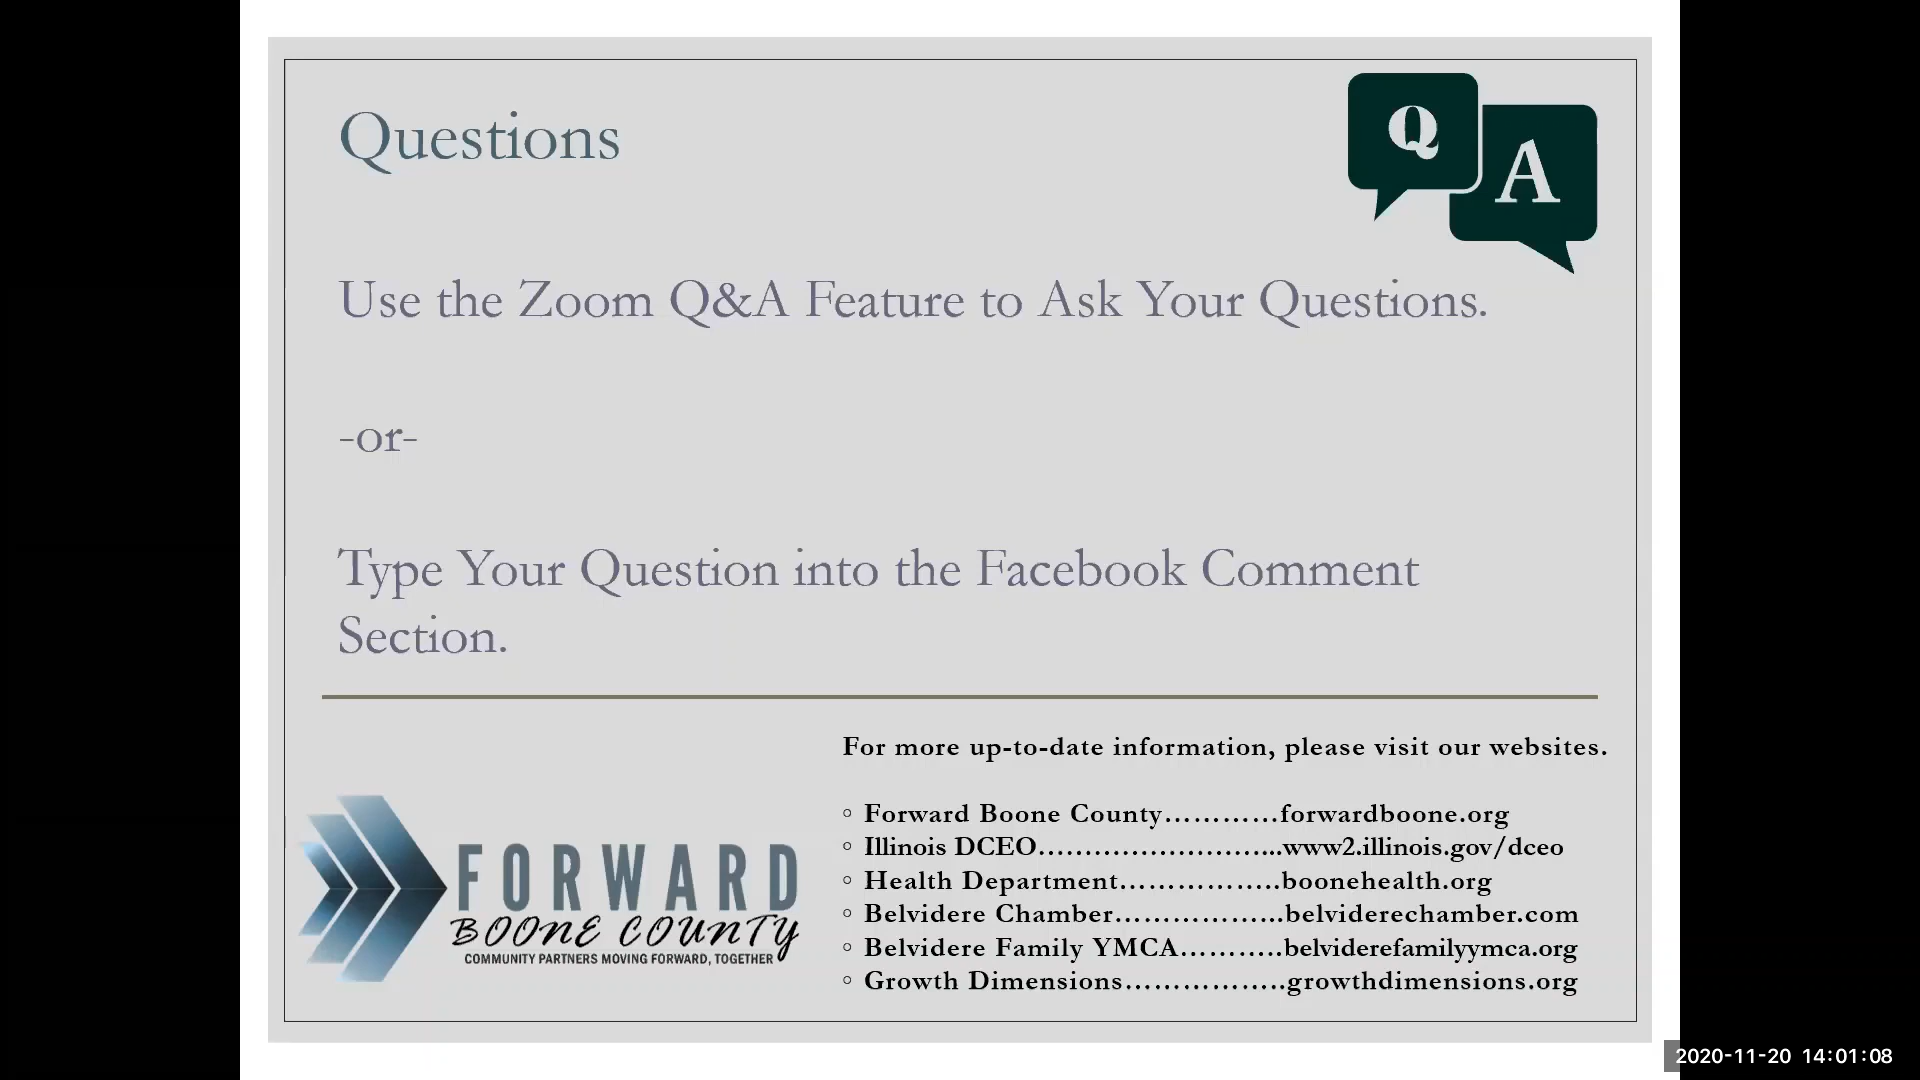 Questions
Q
A
Use the Zoom Q&A Feature to Ask Your Questions.
-or-
Type Your Question into the Facebook Comment
Section.
For more up-to-date information, please visit our websites.
◦ Forward Boone County…………forwardboone.org
◦ Illinois DCEO……………………...www2.illinois.gov/dceo
◦ Health Department……………..boonehealth.org
◦ Belvidere Chamber……………...belviderechamber.com
◦ Belvidere Family YMCA………..belviderefamilyymca.org
◦ Growth Dimensions……………..growthdimensions.org
FORWARD
BOONE COUNTY
COMMUNITY PARTNERS MOVING FORWARD, TOGETHER
2020-11-20 14:01:08